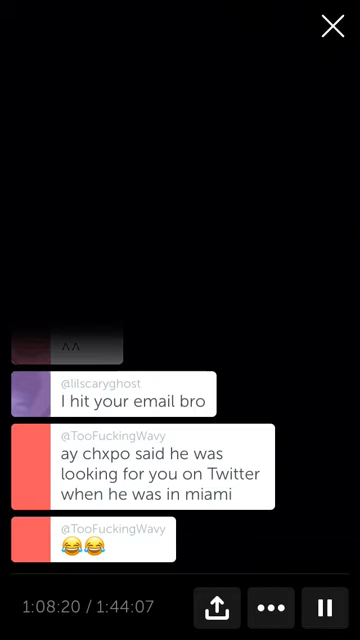 ^^
@lilscaryghost
I hit your email bro
@TooFuckingWavy
ay chxpo said he was
looking for you on Twitter
when he was in miami
@TooFuckingWavy
😂😂
1:08:20 / 1:44:07